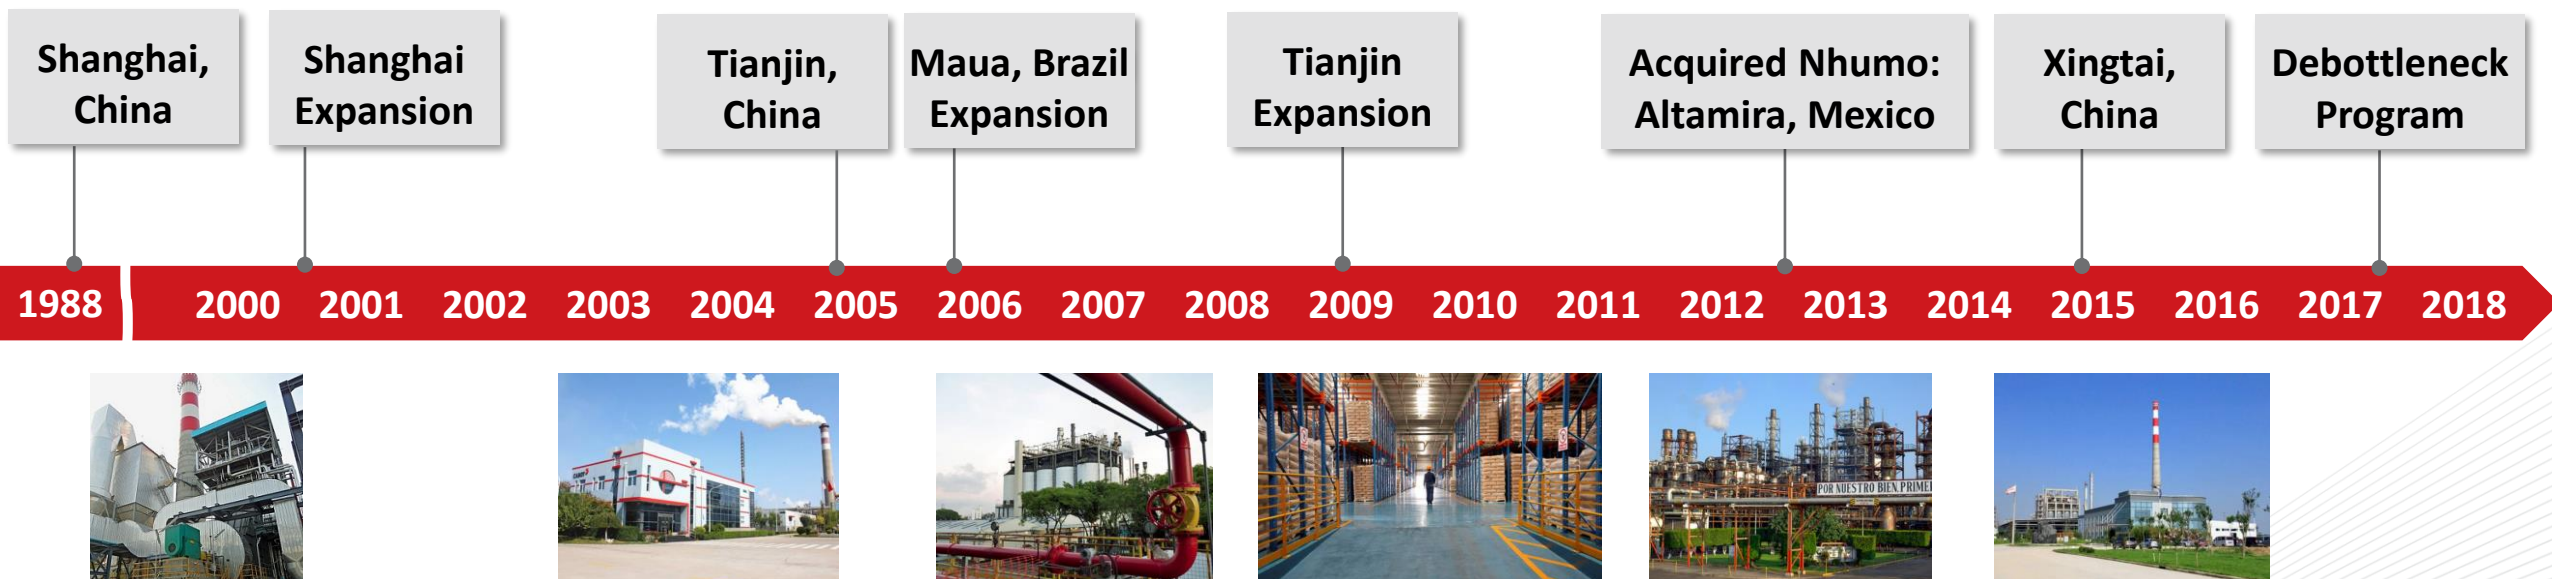 Shanghai,
China
Shanghai
Expansion
Tianjin,
China
Maua, Brazil
Expansion
Tianjin
Expansion
Acquired Nhumo:
Altamira, Mexico
Xingtai,
China
Debottleneck
Program
1988 2000 2001 2002 2003 2004 2005 2006 2007 2008 2009 2010 2011 2012 2013 2014 2015 2016 2017 2018
POR NUESTRO BIEN, PRIME